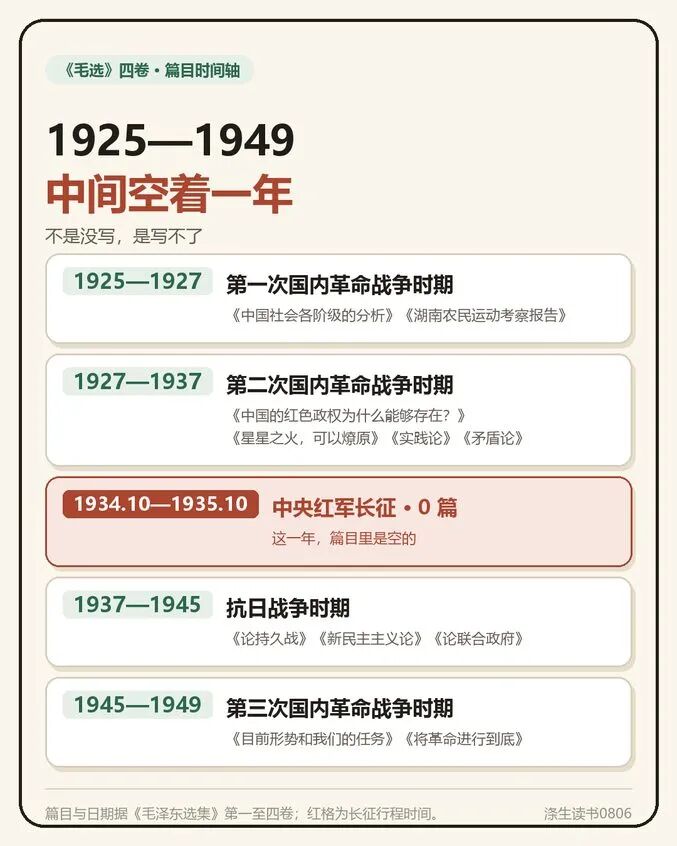 《毛选》四卷·篇目时间轴
1925—1949
中间空着一年
不是没写，是写不了
1925—1927
第一次国内革命战争时期
《中国社会各阶级的分析》《湖南农民运动考察报告》
1927—1937
第二次国内革命战争时期
《中国的红色政权为什么能够存在？》
《星星之火，可以燎原》《实践论》《矛盾论》
1934.10—1935.10
中央红军长征·0 篇
这一年，篇目里是空的
1937—1945
抗日战争时期
《论持久战》《新民主主义论》《论联合政府》
1945—1949
第三次国内革命战争时期
《目前形势和我们的任务》《将革命进行到底》
篇目与日期据《毛泽东选集》第一至四卷；红格为长征行程时间。
涤生读书0806